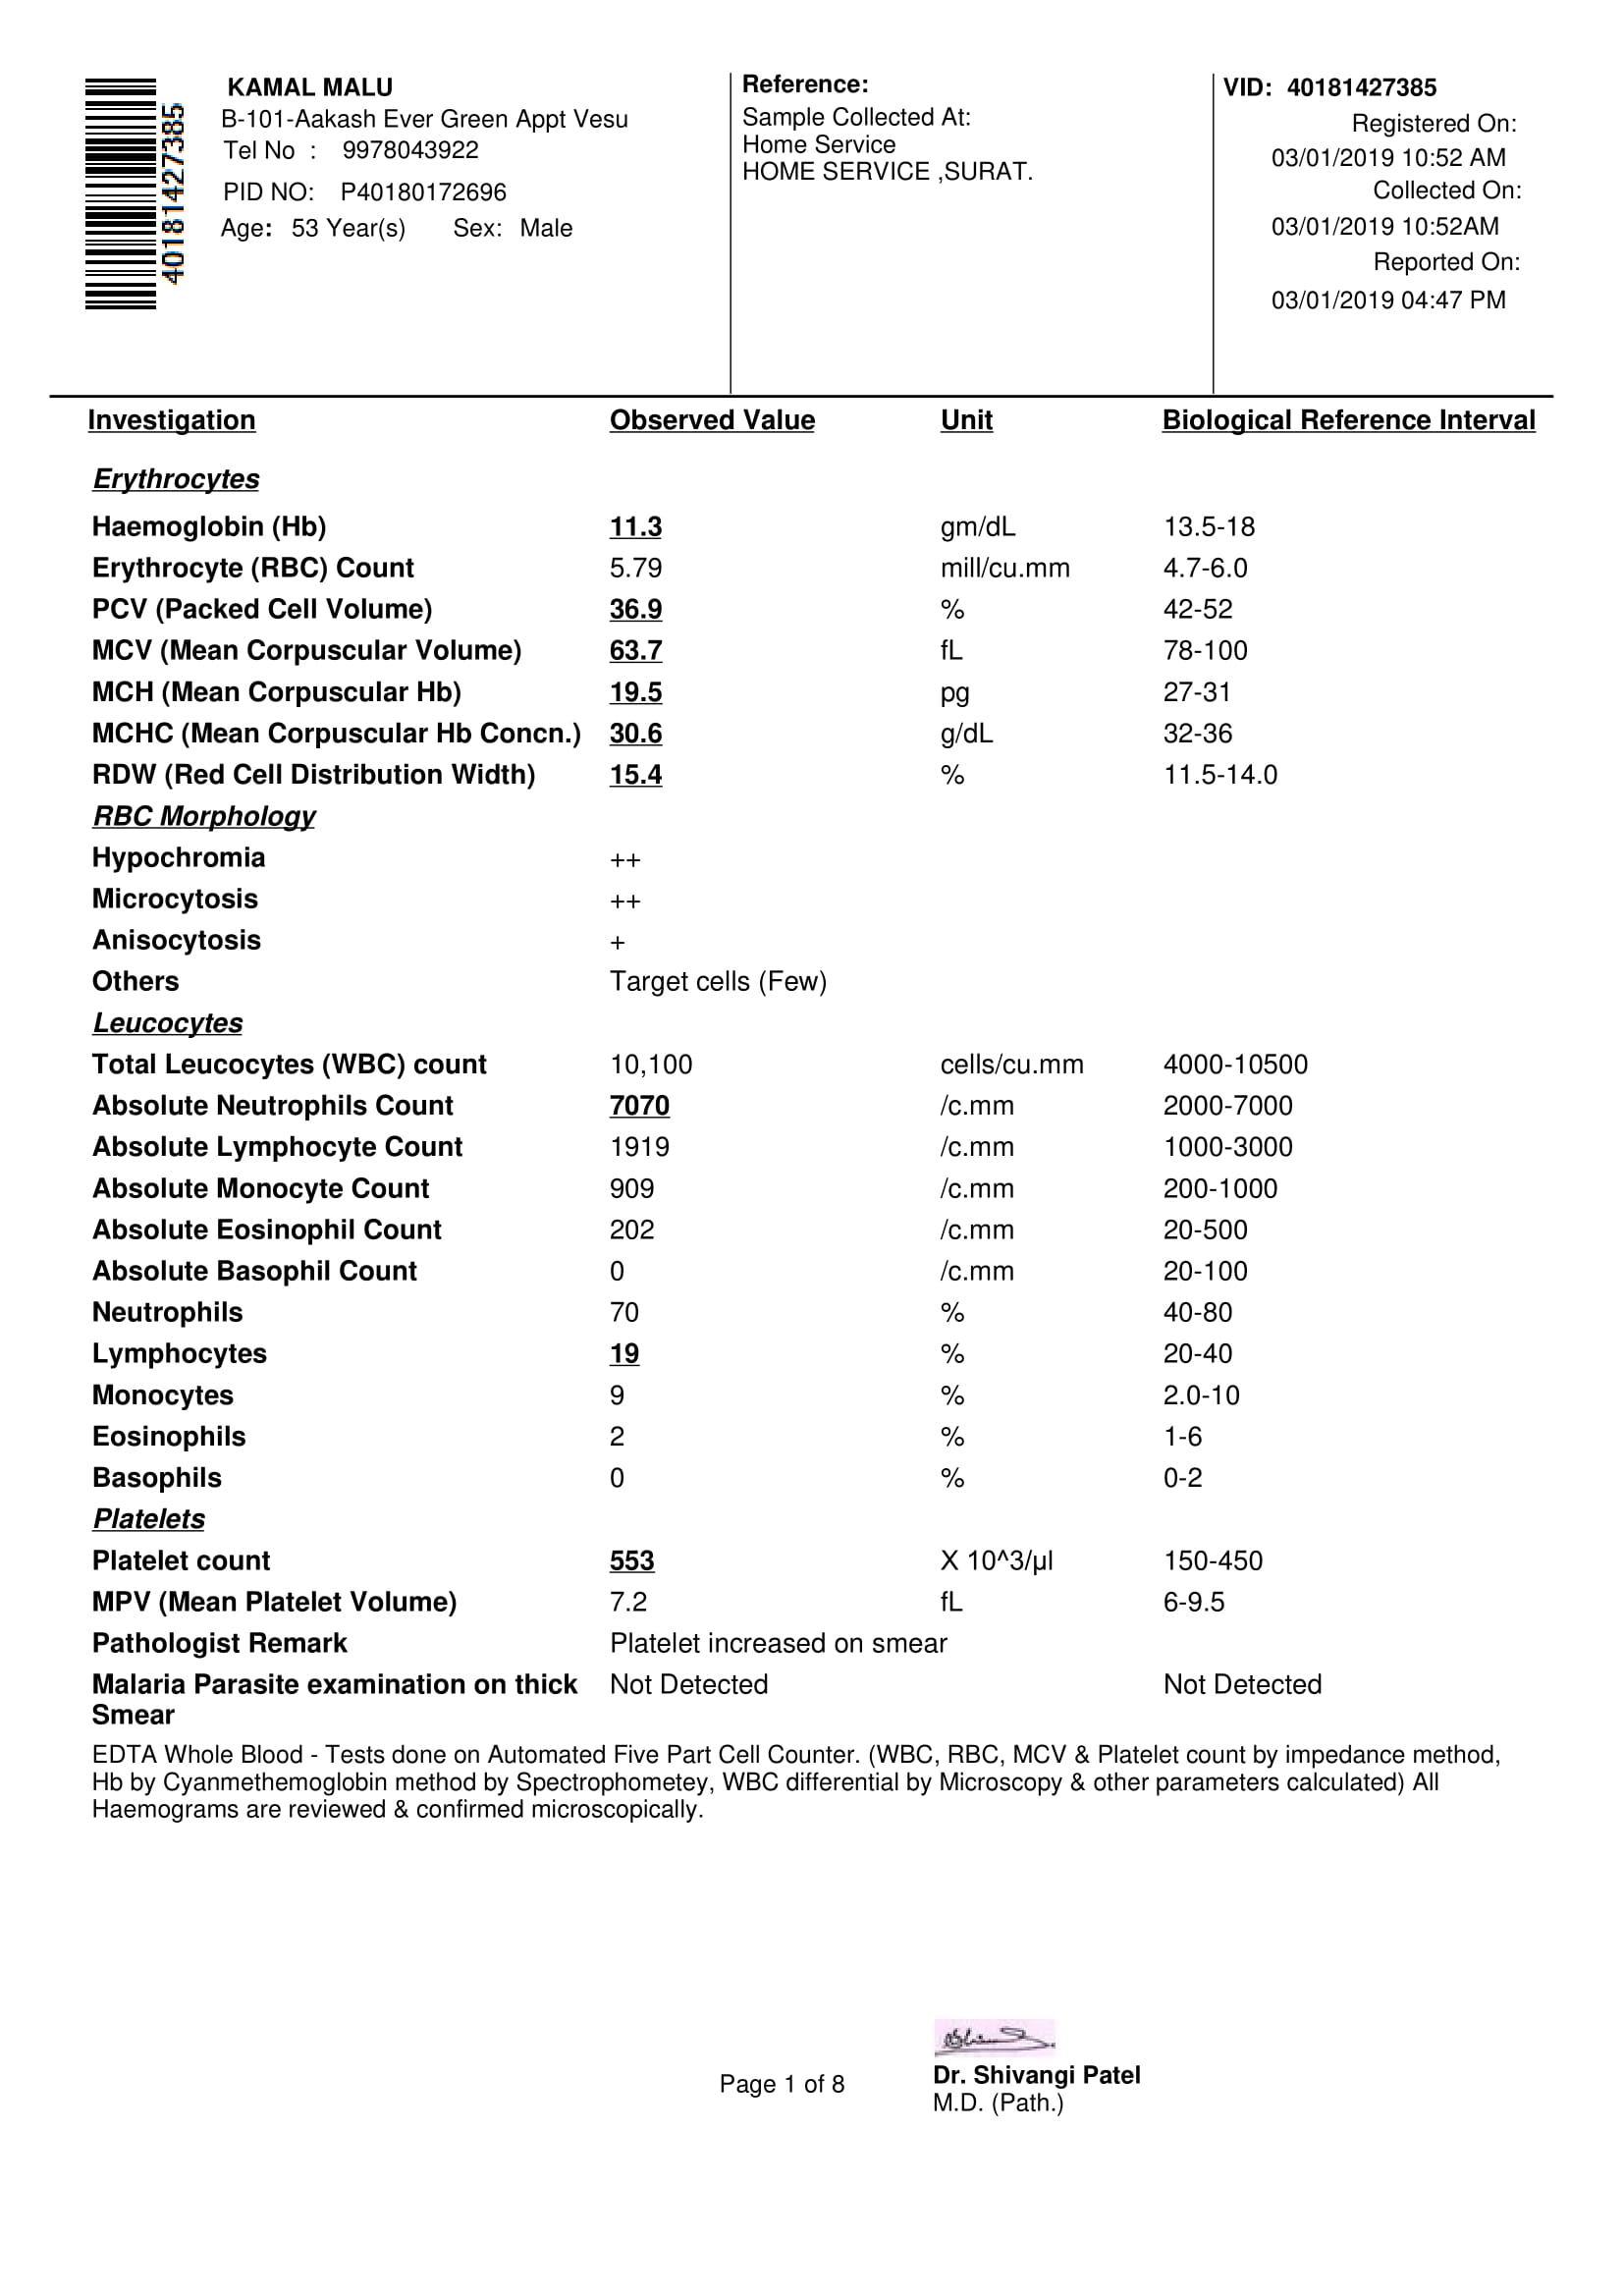 KAMAL MALU
B-101-Aakash Ever Green Appt Vesu
Tel No : 9978043922
PID NO: P40180172696
Age: 53 Year(s) Sex: Male
40181427385
Reference:
Sample Collected At:
Home Service
HOME SERVICE ,SURAT.
VID: 40181427385
Registered On:
03/01/2019 10:52 AM
Collected On:
03/01/2019 10:52AM
Reported On:
03/01/2019 04:47 PM
Investigation Observed Value Unit Biological Reference Interval
Erythrocytes
Haemoglobin (Hb) 11.3 gm/dL 13.5-18
Erythrocyte (RBC) Count 5.79 mill/cu.mm 4.7-6.0
PCV (Packed Cell Volume) 36.9 % 42-52
MCV (Mean Corpuscular Volume) 63.7 fL 78-100
MCH (Mean Corpuscular Hb) 19.5 pg 27-31
MCHC (Mean Corpuscular Hb Concn.) 30.6 g/dL 32-36
RDW (Red Cell Distribution Width) 15.4 % 11.5-14.0
RBC Morphology
Hypochromia ++
Microcytosis ++
Anisocytosis +
Others Target cells (Few)
Leucocytes
Total Leucocytes (WBC) count 10,100 cells/cu.mm 4000-10500
Absolute Neutrophils Count 7070 /c.mm 2000-7000
Absolute Lymphocyte Count 1919 /c.mm 1000-3000
Absolute Monocyte Count 909 /c.mm 200-1000
Absolute Eosinophil Count 202 /c.mm 20-500
Absolute Basophil Count 0 /c.mm 20-100
Neutrophils 70 % 40-80
Lymphocytes 19 % 20-40
Monocytes 9 % 2.0-10
Eosinophils 2 % 1-6
Basophils 0 % 0-2
Platelets
Platelet count 553 X 10^3/µl 150-450
MPV (Mean Platelet Volume) 7.2 fL 6-9.5
Pathologist Remark Platelet increased on smear
Malaria Parasite examination on thick Not Detected Not Detected
Smear
EDTA Whole Blood - Tests done on Automated Five Part Cell Counter. (WBC, RBC, MCV & Platelet count by impedance method,
Hb by Cyanmethemoglobin method by Spectrophometey, WBC differential by Microscopy & other parameters calculated) All
Haemograms are reviewed & confirmed microscopically.
Page 1 of 8
Dr. Shivangi Patel
M.D. (Path.)